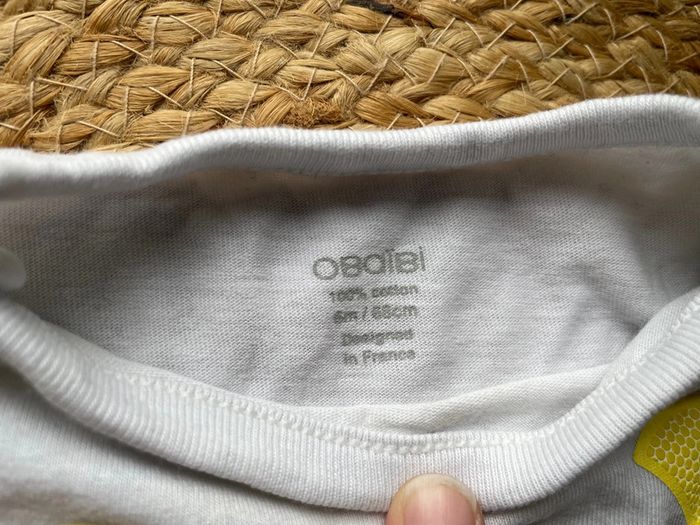 OBAÏBI
100% cotton
6m / 68cm
Designed
in France